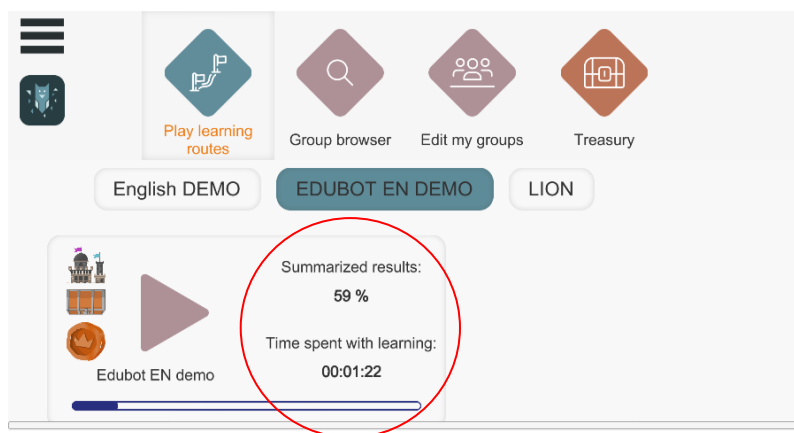 Play learning
routes
Group browser
Edit my groups
Treasury
English DEMO
EDUBOT EN DEMO
LION
Summarized results:
59 %
Time spent with learning:
00:01:22
Edubot EN demo